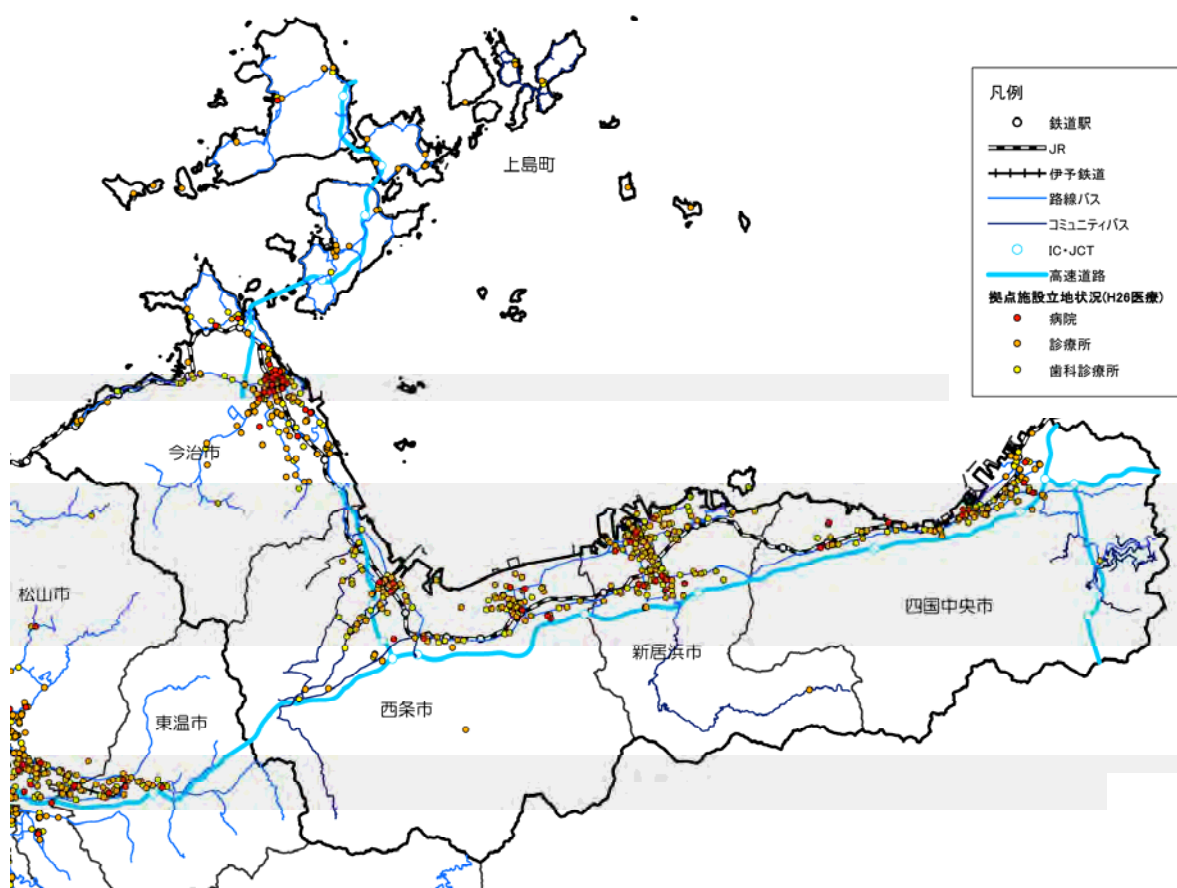 上島町
凡例
鉄道駅
JR
伊予鉄道
路線バス
コミュニティバス
IC・JCT
高速道路
拠点施設立地状況(H26医療)
病院
診療所
歯科診療所
今治市
松山市
四国中央市
新居浜市
西条市
東温市